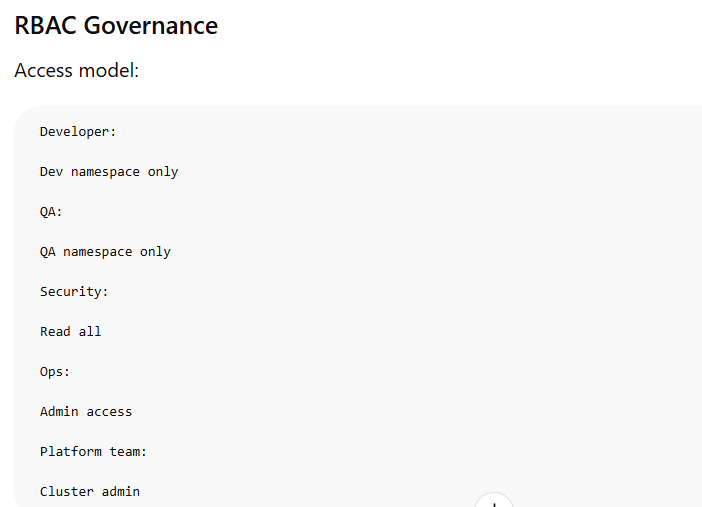 RBAC Governance
Access model:
Developer:
Dev namespace only
QA:
QA namespace only
Security:
Read all
Ops:
Admin access
Platform team:
Cluster admin